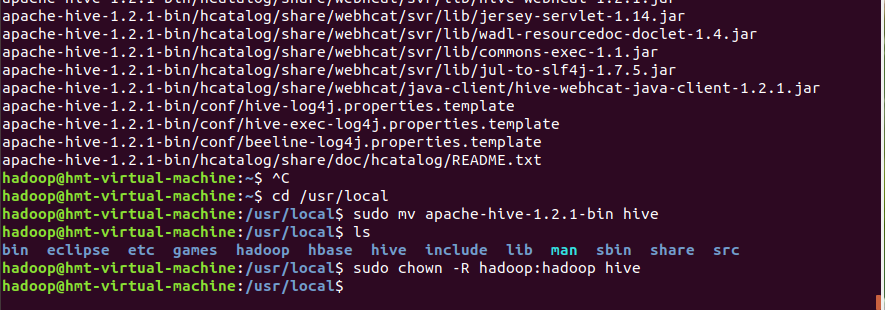 apache-hive-1.2.1-bin/hcatalog/share/webhcat/svr/lib/hive-webhcat-1.2.1.jar
apache-hive-1.2.1-bin/hcatalog/share/webhcat/svr/lib/jersey-servlet-1.14.jar
apache-hive-1.2.1-bin/hcatalog/share/webhcat/svr/lib/wadl-resourcedoc-doclet-1.4.jar
apache-hive-1.2.1-bin/hcatalog/share/webhcat/svr/lib/commons-exec-1.1.jar
apache-hive-1.2.1-bin/hcatalog/share/webhcat/svr/lib/jul-to-slf4j-1.7.5.jar
apache-hive-1.2.1-bin/hcatalog/share/webhcat/java-client/hive-webhcat-java-client-1.2.1.jar
apache-hive-1.2.1-bin/conf/hive-log4j.properties.template
apache-hive-1.2.1-bin/conf/hive-exec-log4j.properties.template
apache-hive-1.2.1-bin/conf/beeline-log4j.properties.template
apache-hive-1.2.1-bin/hcatalog/share/doc/hcatalog/README.txt
hadoop@hmt-virtual-machine:~$ ^C
hadoop@hmt-virtual-machine:~$ cd /usr/local
hadoop@hmt-virtual-machine:/usr/local$ sudo mv apache-hive-1.2.1-bin hive
hadoop@hmt-virtual-machine:/usr/local$ ls
bin eclipse etc games hadoop hbase hive include lib man sbin share src
hadoop@hmt-virtual-machine:/usr/local$ sudo chown -R hadoop:hadoop hive
hadoop@hmt-virtual-machine:/usr/local$